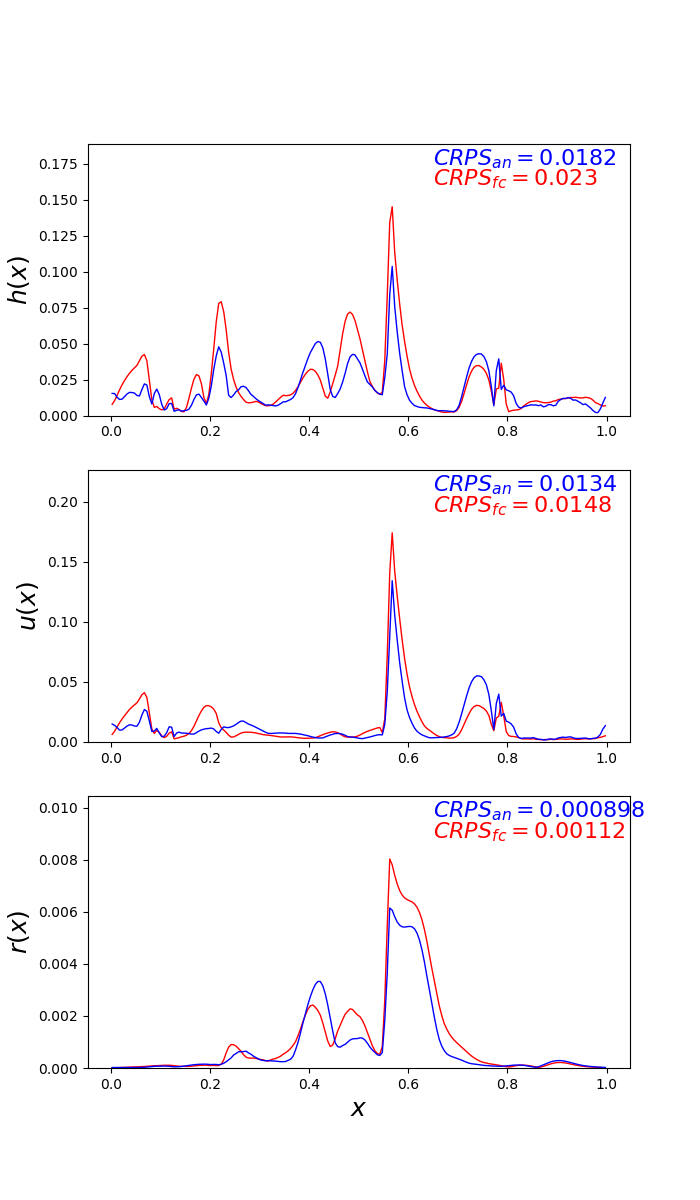 CRPS_an = 0.0182
CRPS_fc = 0.023
0.175
0.150
0.125
0.100
0.075
0.050
0.025
0.000
h(x)
0.0 0.2 0.4 0.6 0.8 1.0
CRPS_an = 0.0134
CRPS_fc = 0.0148
0.20
0.15
0.10
0.05
0.00
u(x)
0.0 0.2 0.4 0.6 0.8 1.0
CRPS_an = 0.000898
CRPS_fc = 0.00112
0.010
0.008
0.006
0.004
0.002
0.000
r(x)
0.0 0.2 0.4 0.6 0.8 1.0
x